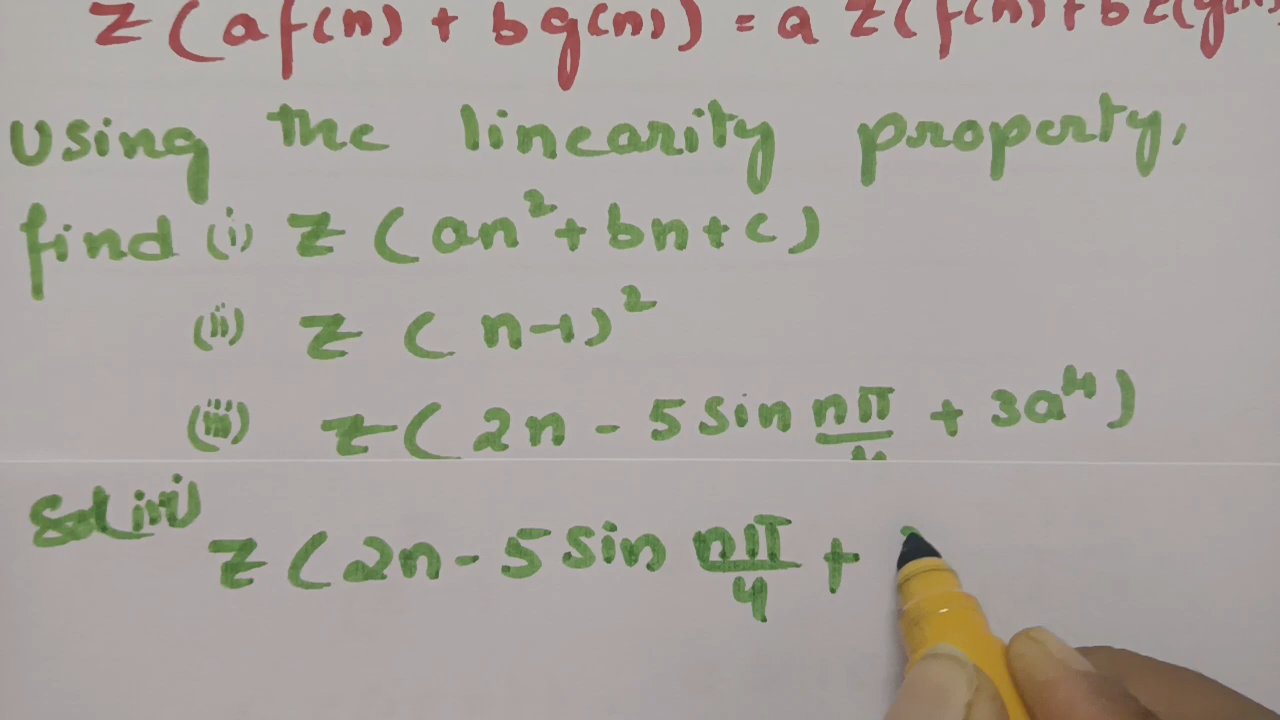 Z(af(n) + bg(n)) = a Z(f(n) + b Z(g(n)
Using the linearity property,
find (i) Z (an² + bn + c)
(ii) Z (n-1)²
(iii) Z (2n - 5 sin nπ/4 + 3a⁴)
Sol (iii) Z (2n - 5 sin nπ/4 +